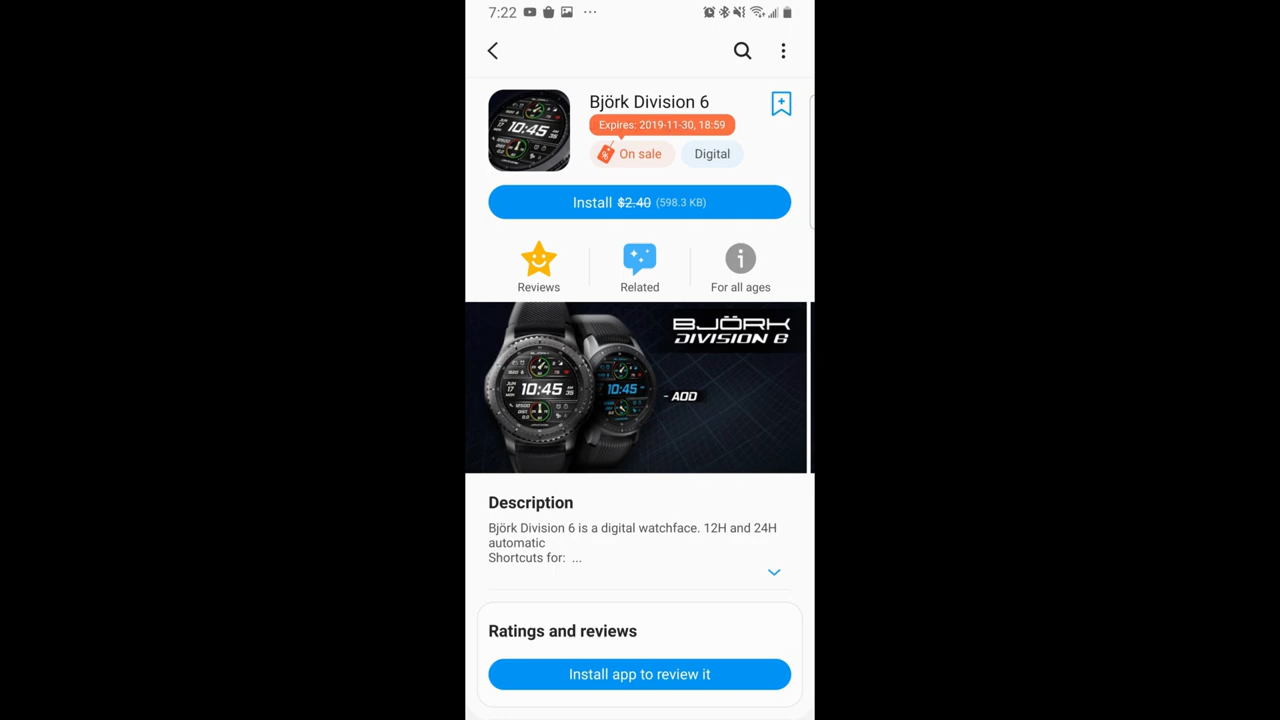 7:22 ...
Björk Division 6
Expires: 2019-11-30, 18:59
On sale
Digital
Install $2.40 (598.3 KB)
Reviews
Related
For all ages
BJÖRK
DIVISION 6
10:45
10:45
- AOD
Description
Björk Division 6 is a digital watchface. 12H and 24H
automatic
Shortcuts for: ...
Ratings and reviews
Install app to review it